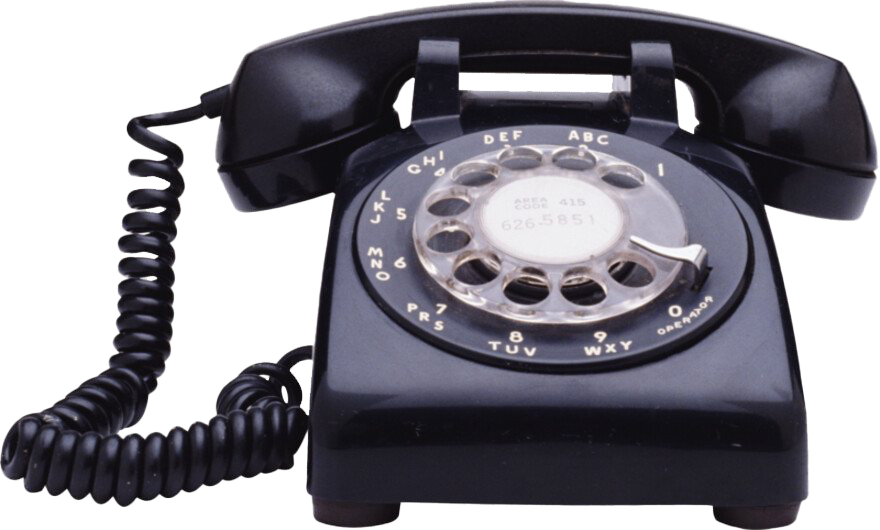 AREA
CODE 415
626-5851
1
ABC
DEF
GHI
4
JKL
5
MNO
6
PRS
7
TUV
8
WXY
9
OPERATOR
0